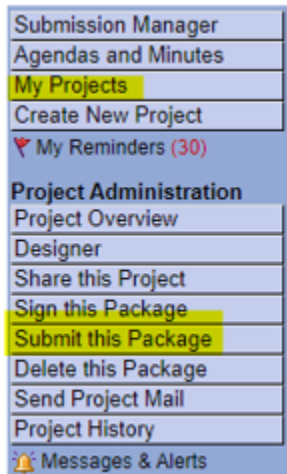 Submission Manager
Agendas and Minutes
My Projects
Create New Project
My Reminders (30)
Project Administration
Project Overview
Designer
Share this Project
Sign this Package
Submit this Package
Delete this Package
Send Project Mail
Project History
Messages & Alerts